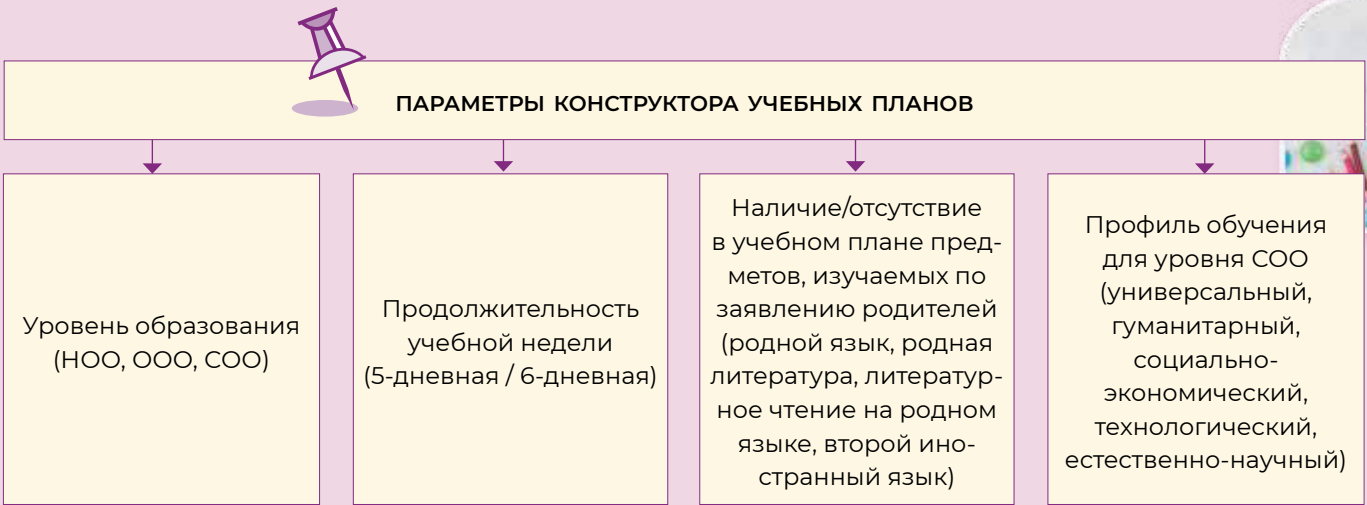 ПАРАМЕТРЫ КОНСТРУКТОРА УЧЕБНЫХ ПЛАНОВ
Уровень образования
(НОО, ООО, СОО)
Продолжительность
учебной недели
(5-дневная / 6-дневная)
Наличие/отсутствие
в учебном плане пред-
метов, изучаемых по
заявлению родителей
(родной язык, родная
литература, литератур-
ное чтение на родном
языке, второй ино-
странный язык)
Профиль обучения
для уровня СОО
(универсальный,
гуманитарный,
социально-
экономический,
технологический,
естественно-научный)